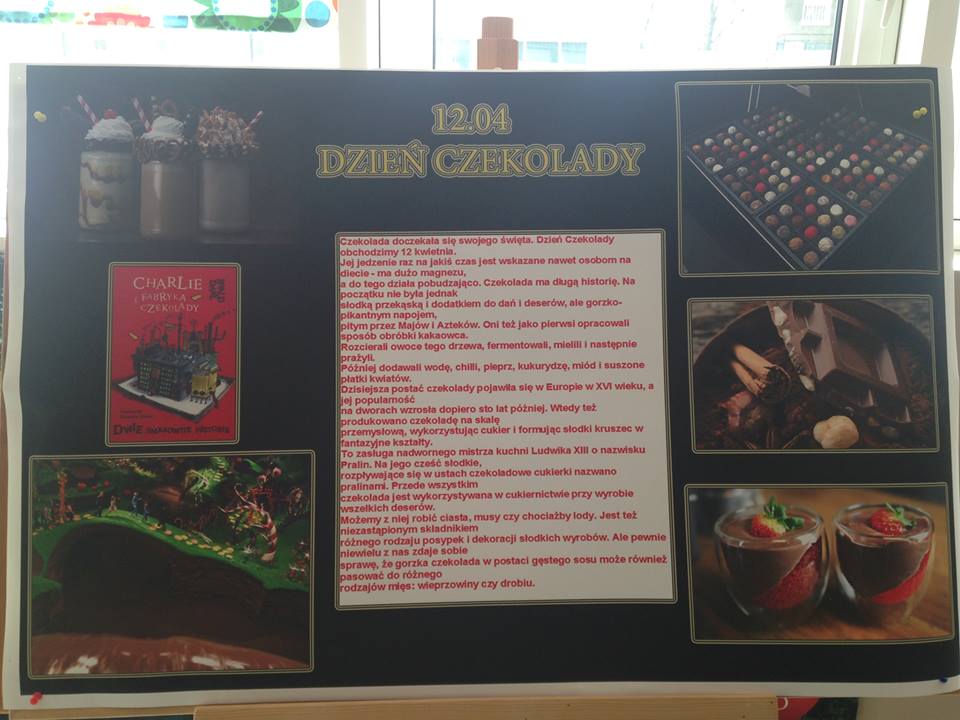 12.04
DZIEŃ CZEKOLADY
CHARLIE
i FABRYKA
CZEKOLADY
Czekolada doczekała się swojego święta. Dzień Czekolady
obchodzimy 12 kwietnia.
Jej jedzenie raz na jakiś czas jest wskazane nawet osobom na
diecie - ma dużo magnezu,
a do tego działa pobudzająco. Czekolada ma długą historię. Na
początku nie była jednak
słodką przekąską i dodatkiem do dań i deserów, ale gorzko-
pikantnym napojem,
pitym przez Majów i Azteków. Oni też jako pierwsi opracowali
sposób obróbki kakaowca.
Rozcierali owoce tego drzewa, fermentowali, mielili i następnie
prażyli.
Później dodawali wodę, chilli, pieprz, kukurydzę, miód i suszone
płatki kwiatów.
Dzisiejsza postać czekolady pojawiła się w Europie w XVI wieku, a
jej popularność
na dworach wzrosła dopiero sto lat później. Wtedy też
produkowano czekoladę na skalę
przemysłową, wykorzystując cukier i formując słodki kruszec w
fantazyjne kształty.
To zasługa nadwornego mistrza kuchni Ludwika XIII o nazwisku
Pralin. Na jego cześć słodkie,
rozpływające się w ustach czekoladowe cukierki nazwano
pralinami. Przede wszystkim
czekolada jest wykorzystywana w cukiernictwie przy wyrobie
wszelkich deserów.
Możemy z niej robić ciasta, musy czy chociażby lody. Jest też
niezastąpionym składnikiem
różnego rodzaju posypek i dekoracji słodkich wyrobów. Ale pewnie
niewielu z nas zdaje sobie
sprawę, że gorzka czekolada w postaci gęstego sosu może również
pasować do różnego
rodzajów mięs: wieprzowiny czy drobiu.